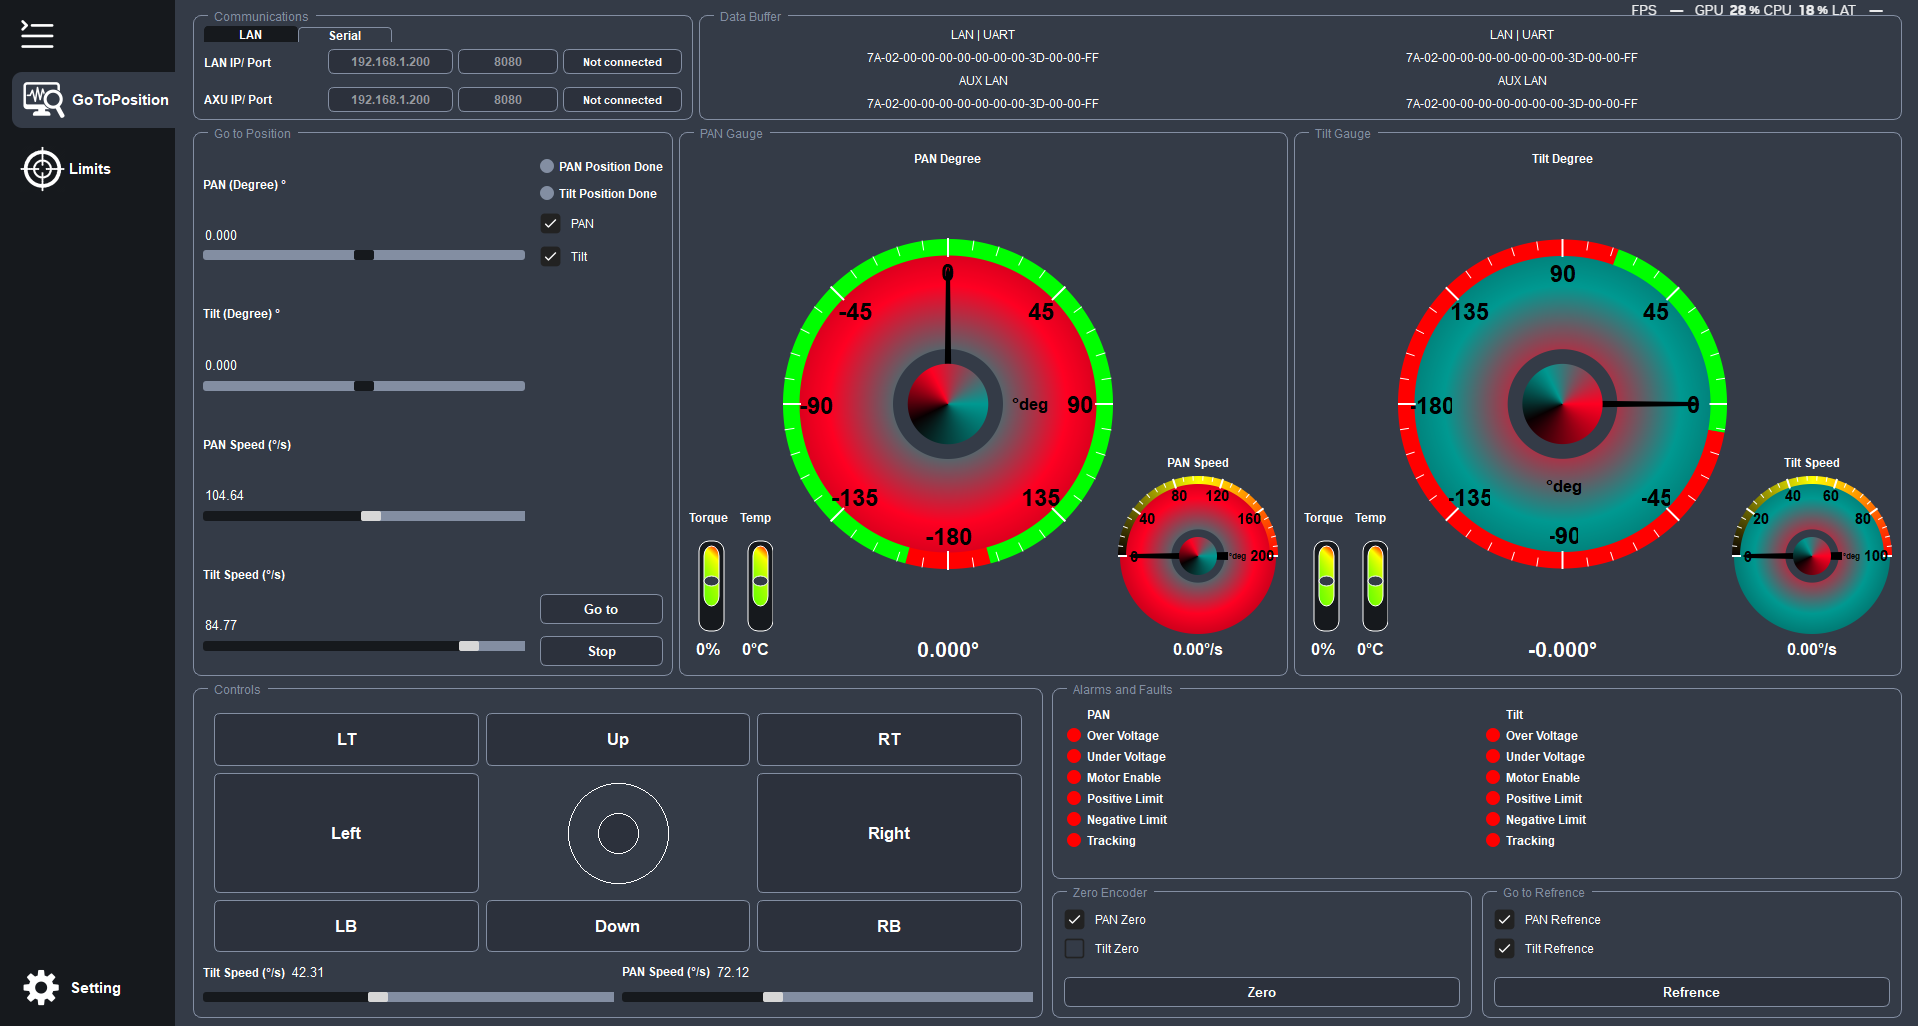 FPS — GPU 28 % CPU 18 % LAT —
GoToPosition
Limits
Setting
Communications
LAN
Serial
LAN IP/ Port
192.168.1.200
8080
Not connected
AXU IP/ Port
192.168.1.200
8080
Not connected
Data Buffer
LAN | UART
7A-02-00-00-00-00-00-00-3D-00-00-FF
AUX LAN
7A-02-00-00-00-00-00-00-3D-00-00-FF
LAN | UART
7A-02-00-00-00-00-00-00-3D-00-00-FF
AUX LAN
7A-02-00-00-00-00-00-00-3D-00-00-FF
Go to Position
PAN (Degree) °
0.000
Tilt (Degree) °
0.000
PAN Speed (°/s)
104.64
Tilt Speed (°/s)
84.77
PAN Position Done
Tilt Position Done
PAN
Tilt
Go to
Stop
PAN Gauge
PAN Degree
0
-45
45
-90
°deg
90
-135
135
-180
Torque
Temp
0%
0°C
0.000°
PAN Speed
80
120
40
160
0
°deg
200
0.00°/s
Tilt Gauge
Tilt Degree
90
135
45
-180
0
°deg
-135
-45
-90
Torque
Temp
0%
0°C
-0.000°
Tilt Speed
40
60
20
80
0
°deg
100
0.00°/s
Controls
LT
Up
RT
Left
Right
LB
Down
RB
Tilt Speed (°/s) 42.31
PAN Speed (°/s) 72.12
Alarms and Faults
PAN
Over Voltage
Under Voltage
Motor Enable
Positive Limit
Negative Limit
Tracking
Tilt
Over Voltage
Under Voltage
Motor Enable
Positive Limit
Negative Limit
Tracking
Zero Encoder
PAN Zero
Tilt Zero
Zero
Go to Refrence
PAN Refrence
Tilt Refrence
Refrence